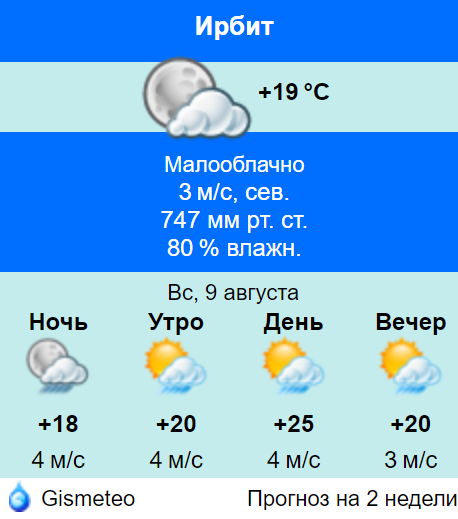 Ирбит
+19 °C
Малооблачно
3 м/с, сев.
747 мм рт. ст.
80 % влажн.
Вс, 9 августа
Ночь Утро День Вечер
+18 +20 +25 +20
4 м/с 4 м/с 4 м/с 3 м/с
Gismeteo Прогноз на 2 недели